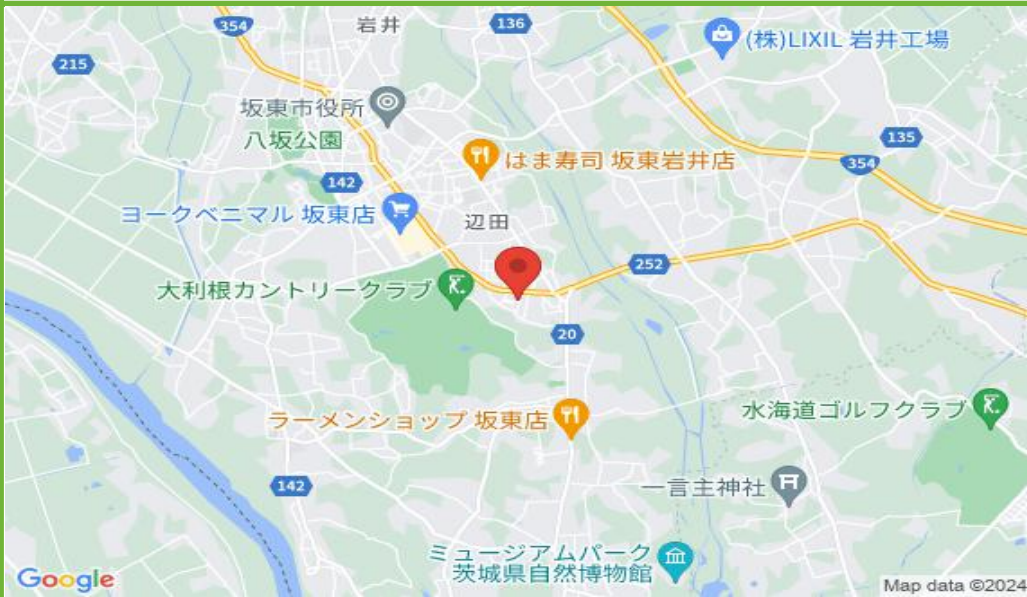 354
岩井
136
(株)LIXIL 岩井工場
215
坂東市役所
八坂公園
135
はま寿司 坂東岩井店
354
142
ヨークベニマル 坂東店
辺田
252
大利根カントリークラブ
20
ラーメンショップ 坂東店
水海道ゴルフクラブ
142
一言主神社
ミュージアムパーク
茨城県自然博物館
Google
Map data ©2024